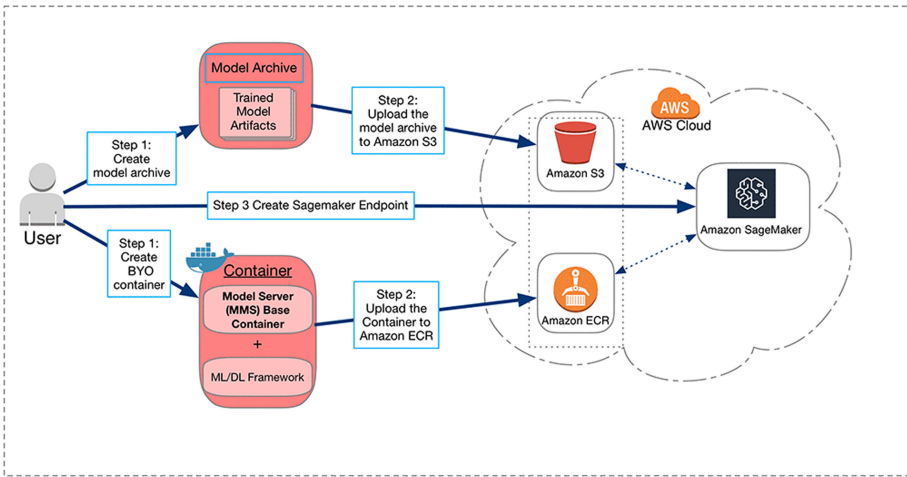 Model Archive
Trained
Model
Artifacts
Step 2:
Upload the
model archive
to Amazon S3
AWS
AWS Cloud
Step 1:
Create
model archive
Amazon S3
Step 3 Create Sagemaker Endpoint
Amazon SageMaker
User
Step 1:
Create
BYO
container
Container
Model Server
(MMS) Base
Container
+
ML/DL Framework
Step 2:
Upload the
Container to
Amazon ECR
Amazon ECR